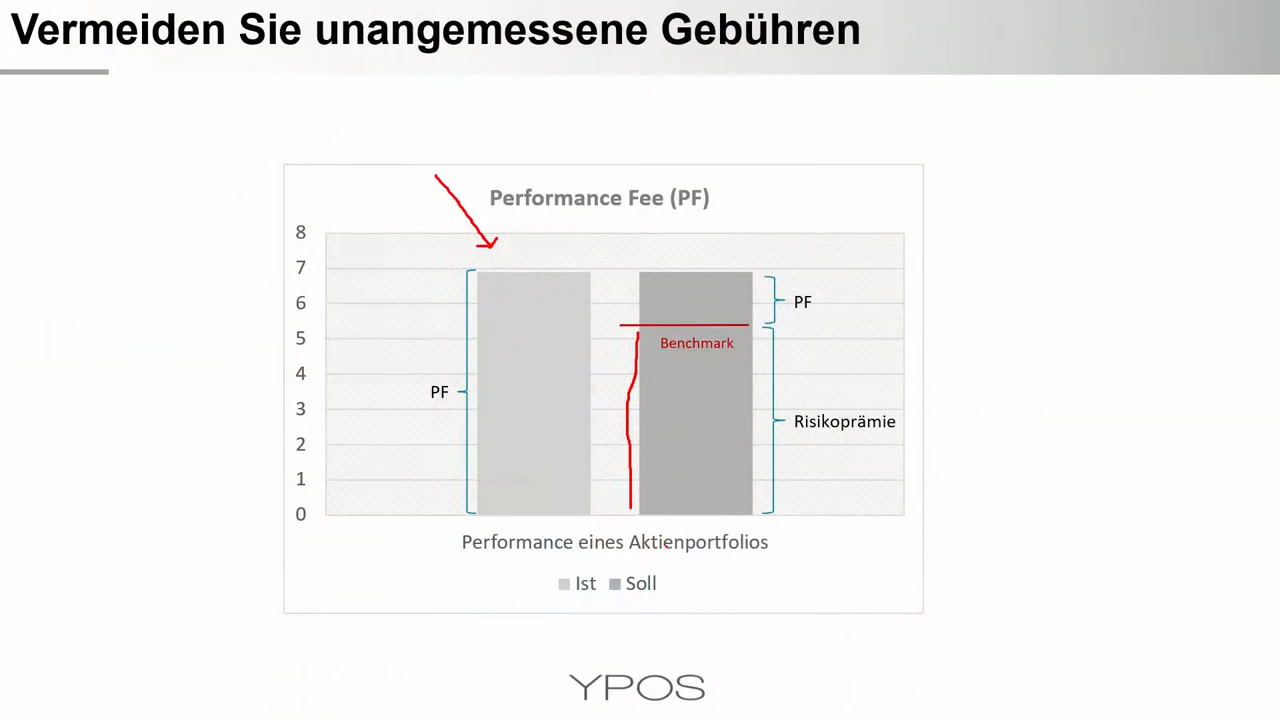 Vermeiden Sie unangemessene Gebühren
Performance Fee (PF)
8
7
6
5
4
3
2
1
0
PF
Benchmark
PF
Risikoprämie
Performance eines Aktienportfolios
Ist Soll
YPOS